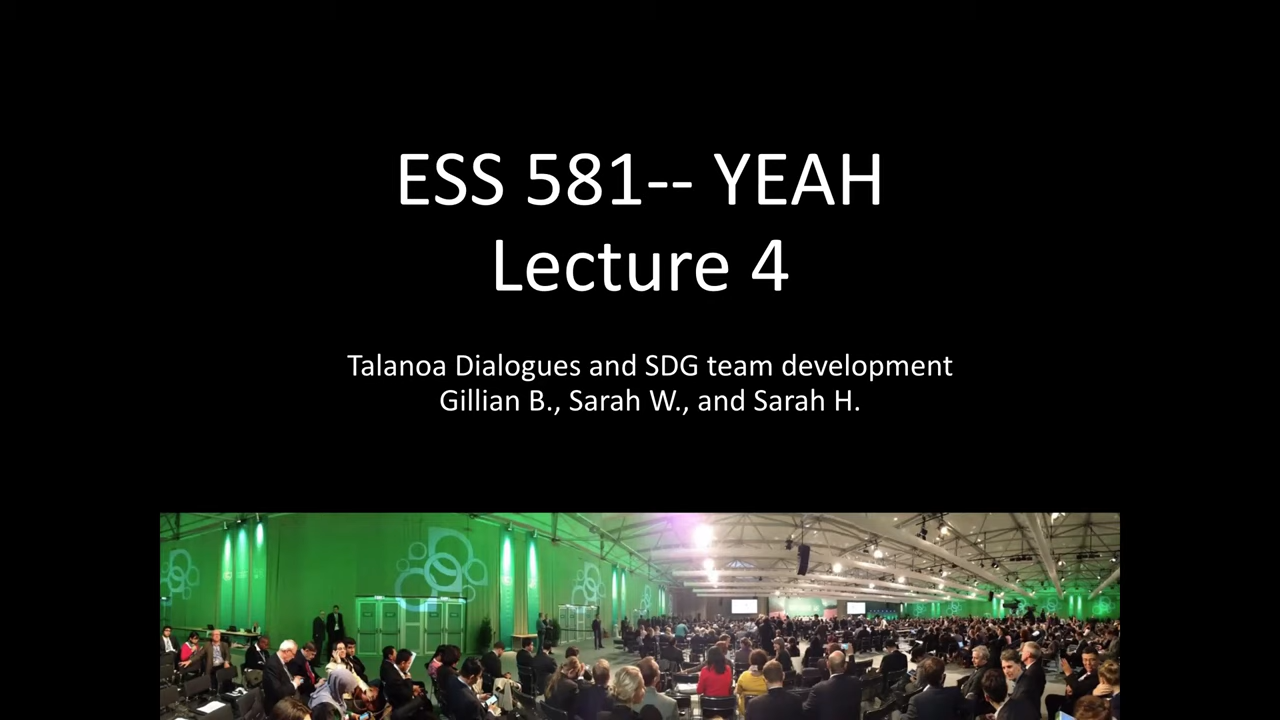 ESS 581-- YEAH
Lecture 4
Talanoa Dialogues and SDG team development
Gillian B., Sarah W., and Sarah H.